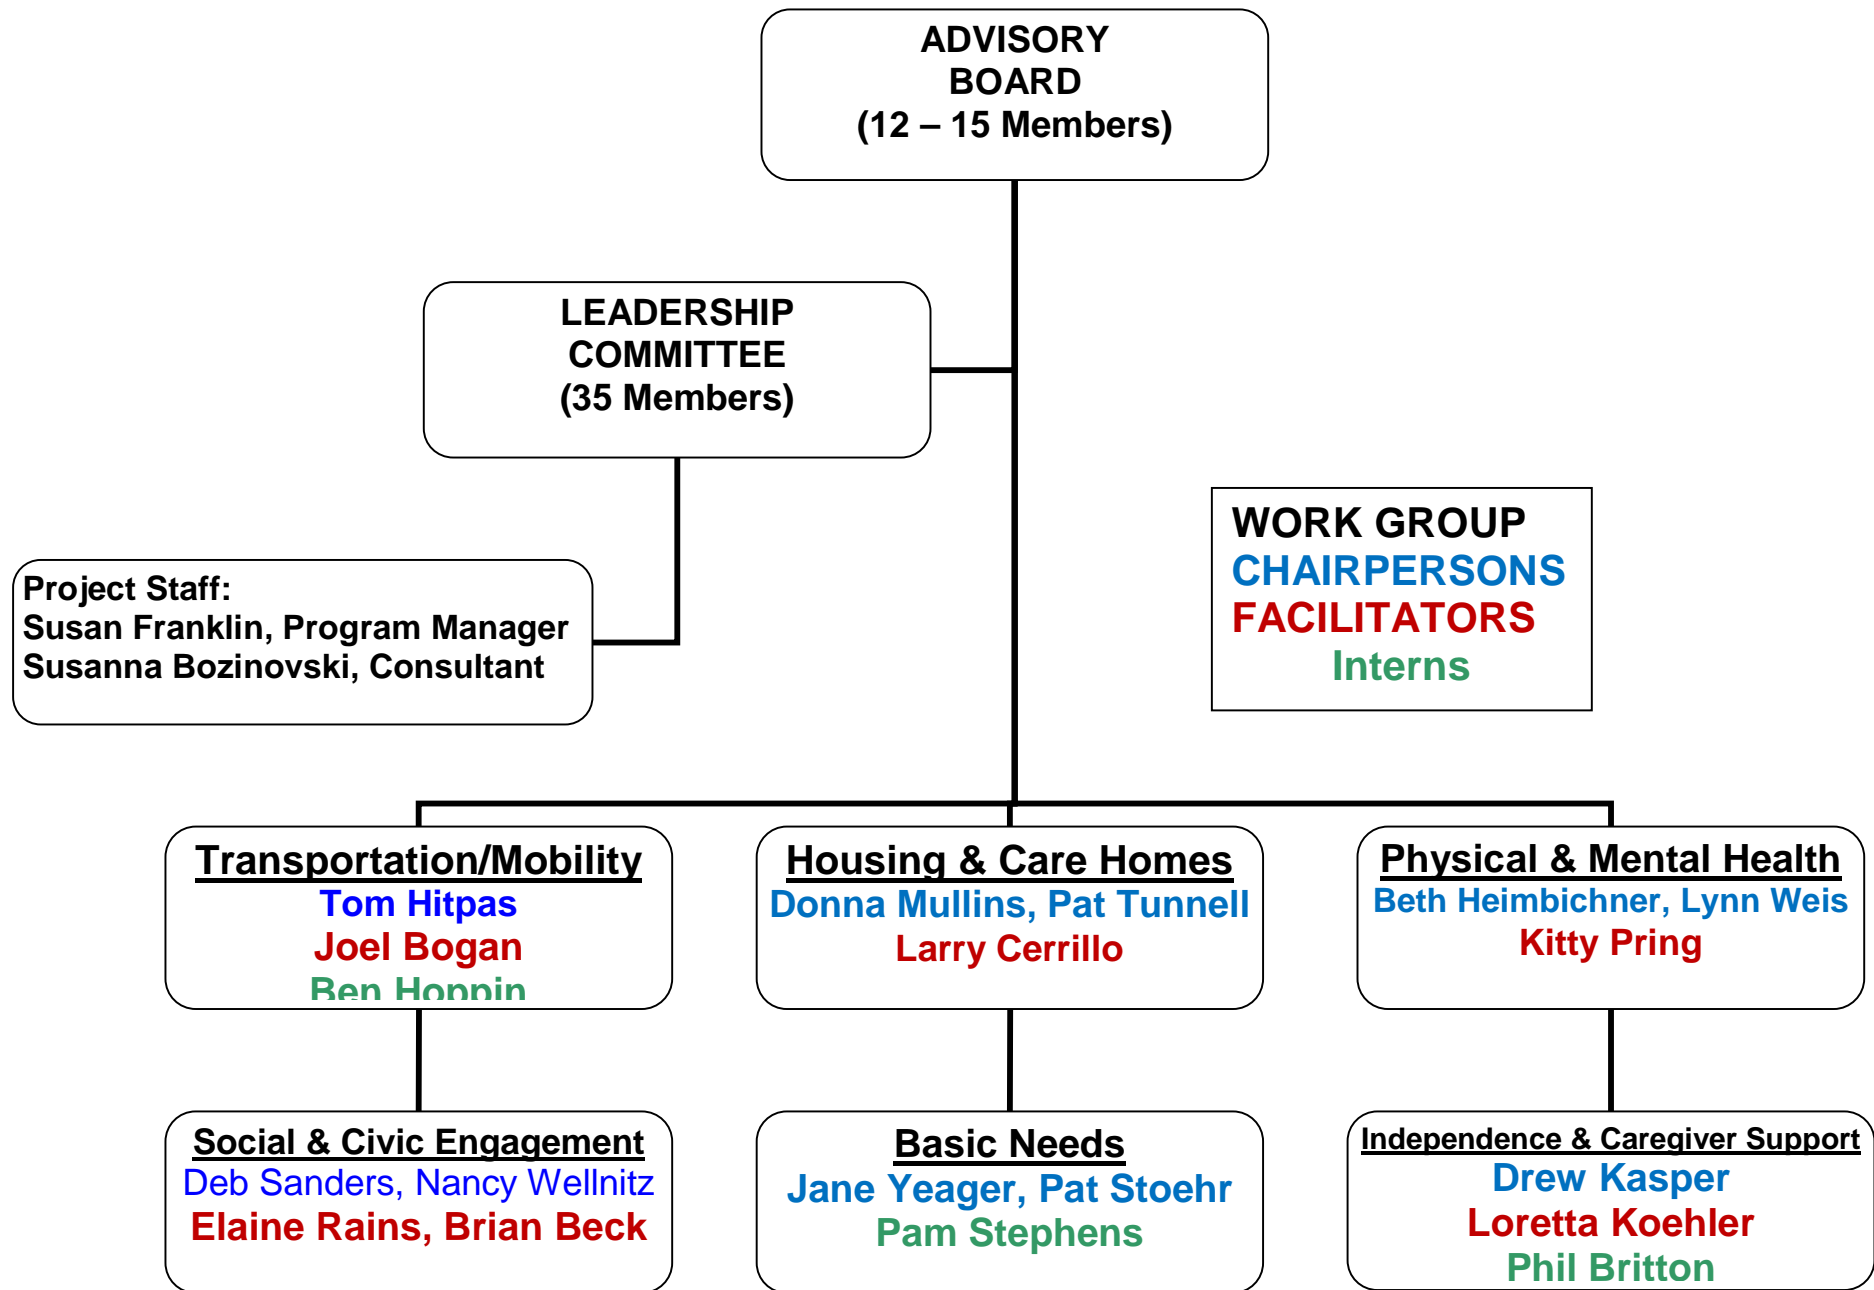 ADVISORY
BOARD
(12 – 15 Members)
LEADERSHIP
COMMITTEE
(35 Members)
WORK GROUP
CHAIRPERSONS
FACILITATORS
Interns
Project Staff:
Susan Franklin, Program Manager
Susanna Bozinovski, Consultant
Transportation/Mobility
Tom Hitpas
Joel Bogan
Ben Hoppin
Housing & Care Homes
Donna Mullins, Pat Tunnell
Larry Cerrillo
Physical & Mental Health
Beth Heimbichner, Lynn Weis
Kitty Pring
Social & Civic Engagement
Deb Sanders, Nancy Wellnitz
Elaine Rains, Brian Beck
Basic Needs
Jane Yeager, Pat Stoehr
Pam Stephens
Independence & Caregiver Support
Drew Kasper
Loretta Koehler
Phil Britton